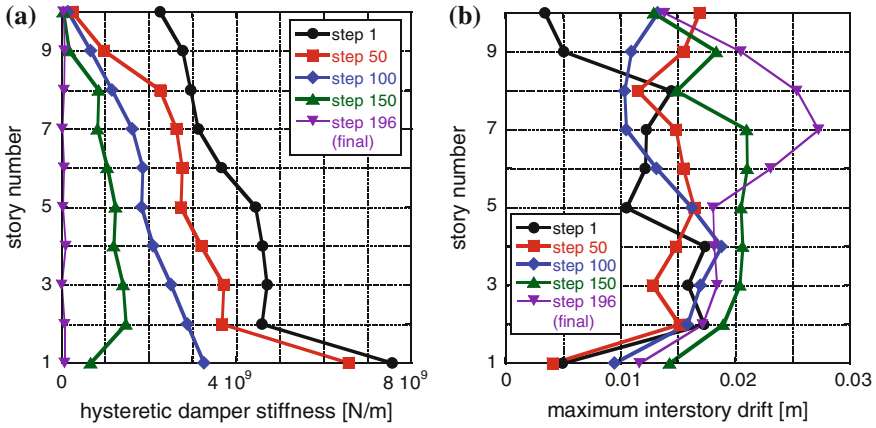 (a)
story number
9
7
5
3
1
step 1
step 50
step 100
step 150
step 196
(final)
0
4 10⁹
8 10⁹
hysteretic damper stiffness [N/m]
(b)
story number
9
7
5
3
1
step 1
step 50
step 100
step 150
step 196
(final)
0
0.01
0.02
0.03
maximum interstory drift [m]